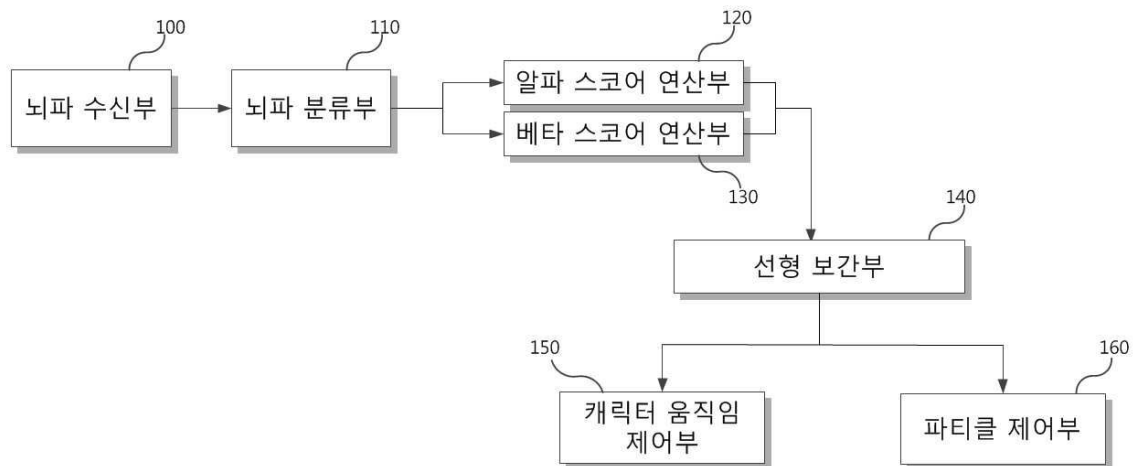 100
110
120
뇌파 수신부
뇌파 분류부
알파 스코어 연산부
베타 스코어 연산부
130
140
선형 보간부
150
160
캐릭터 움직임
제어부
파티클 제어부